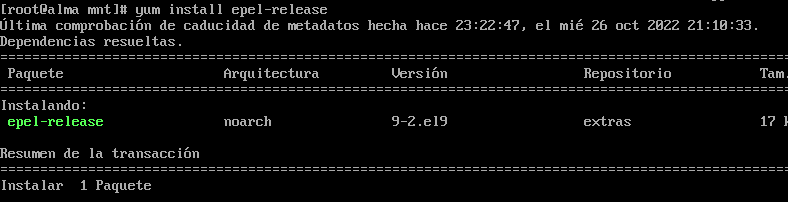 [root@alma mnt]# yum install epel-release
Última comprobación de caducidad de metadatos hecha hace 23:22:47, el mié 26 oct 2022 21:10:33.
Dependencias resueltas.
================================================================================
Paquete Arquitectura Versión Repositorio Tam.
================================================================================
Instalando:
epel-release noarch 9-2.el9 extras 17 k
Resumen de la transacción
================================================================================
Instalar 1 Paquete